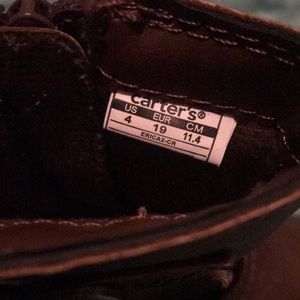 carter's®
US EUR CM
4 19 11.4
ERICA2-CR